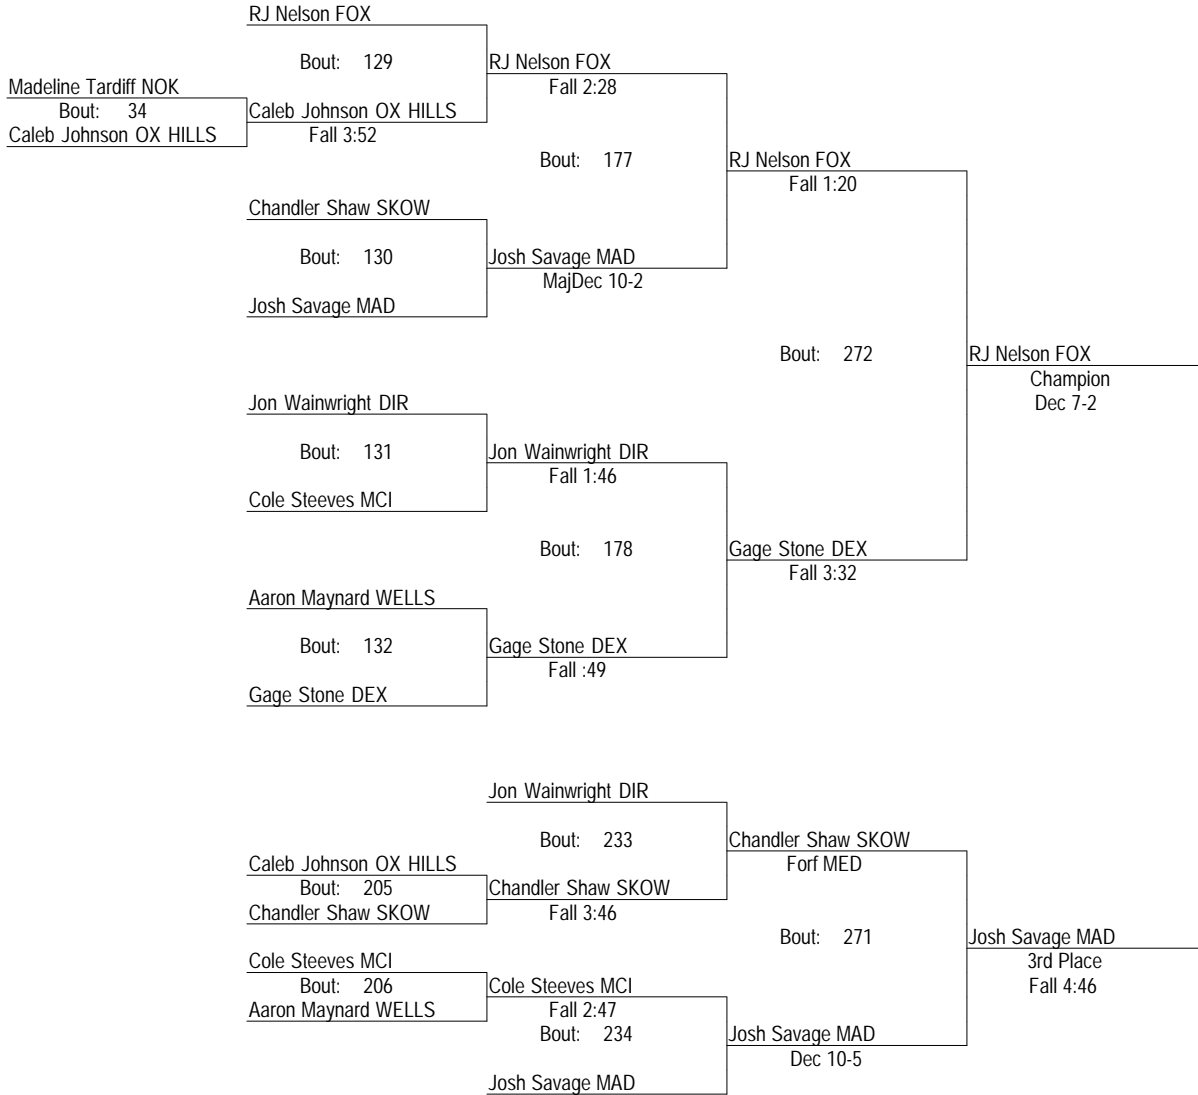 RJ Nelson FOX
Bout: 129
RJ Nelson FOX
Fall 2:28
Madeline Tardiff NOK
Bout: 34
Caleb Johnson OX HILLS
Caleb Johnson OX HILLS
Fall 3:52
Bout: 177
RJ Nelson FOX
Fall 1:20
Chandler Shaw SKOW
Bout: 130
Josh Savage MAD
MajDec 10-2
Josh Savage MAD
Bout: 272
RJ Nelson FOX
Champion
Dec 7-2
Jon Wainwright DIR
Bout: 131
Jon Wainwright DIR
Fall 1:46
Cole Steeves MCI
Bout: 178
Gage Stone DEX
Fall 3:32
Aaron Maynard WELLS
Bout: 132
Gage Stone DEX
Fall :49
Gage Stone DEX
Jon Wainwright DIR
Bout: 233
Chandler Shaw SKOW
Forf MED
Caleb Johnson OX HILLS
Bout: 205
Chandler Shaw SKOW
Chandler Shaw SKOW
Fall 3:46
Bout: 271
Josh Savage MAD
3rd Place
Fall 4:46
Cole Steeves MCI
Bout: 206
Aaron Maynard WELLS
Cole Steeves MCI
Fall 2:47
Bout: 234
Josh Savage MAD
Dec 10-5
Josh Savage MAD